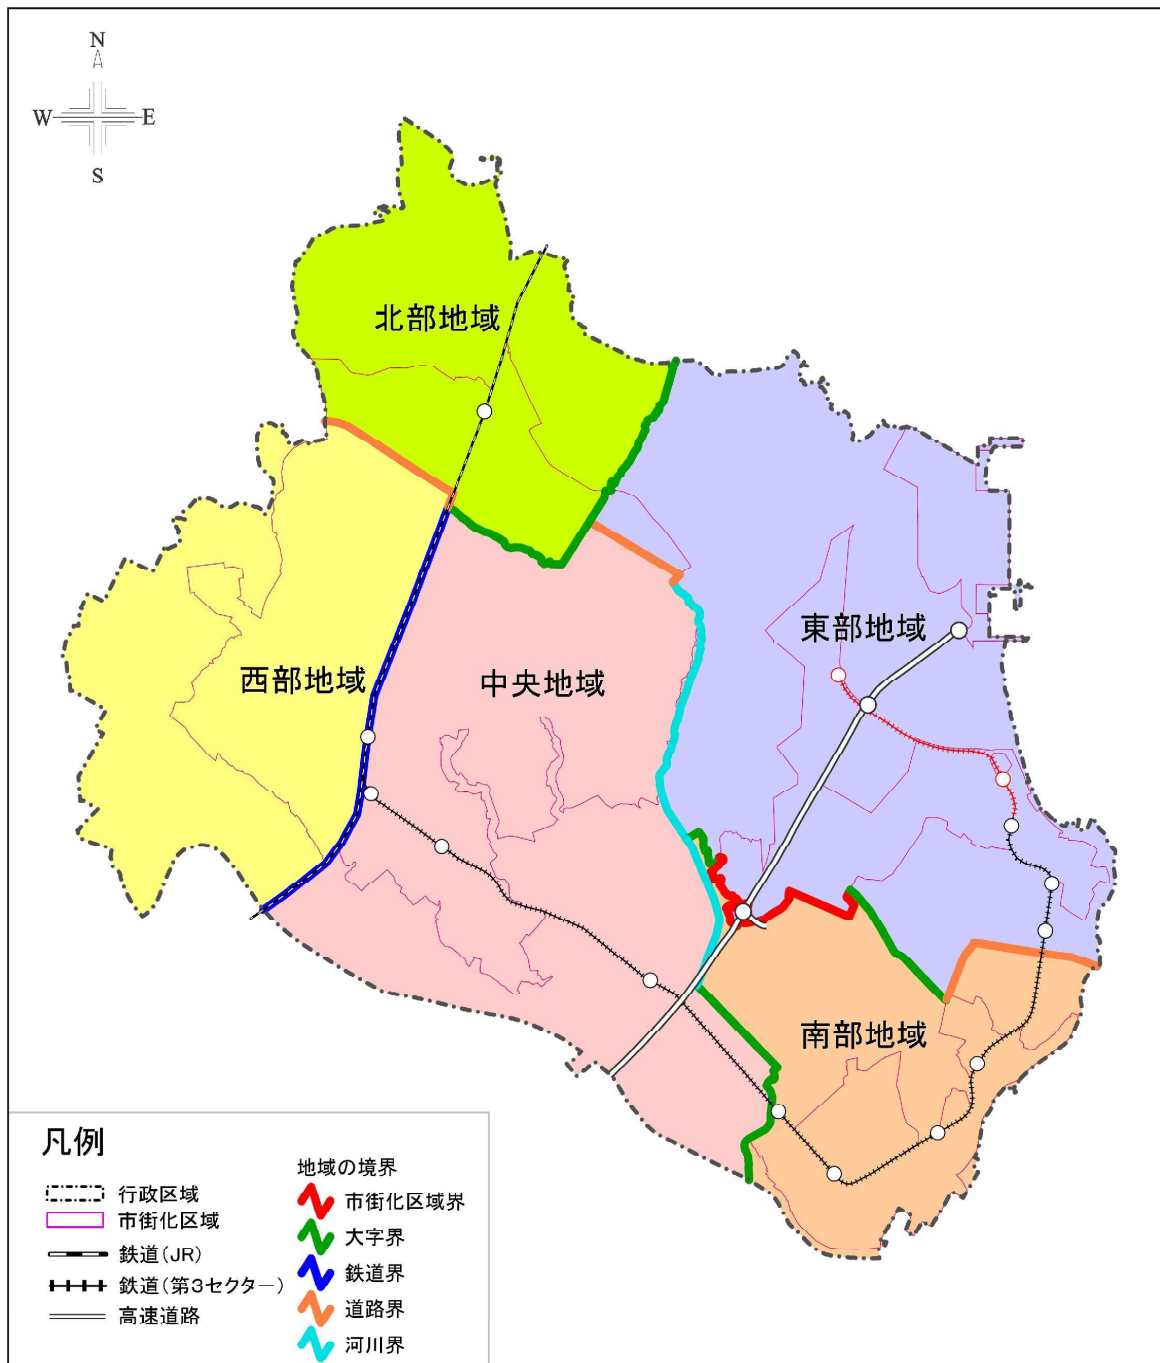 N
W E
S
北部地域
東部地域
西部地域
中央地域
南部地域
凡例
行政区域
市街化区域
鉄道(JR)
鉄道(第3セクター)
高速道路
地域の境界
市街化区域界
大字界
鉄道界
道路界
河川界